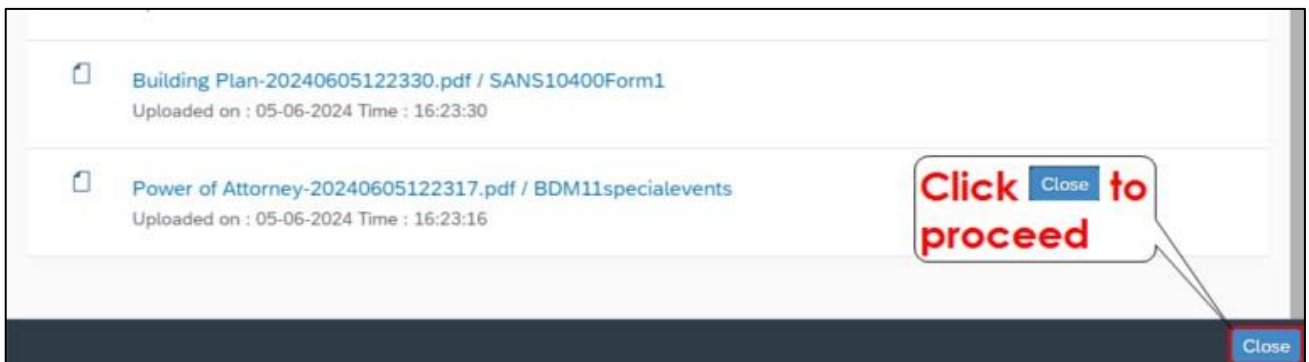 Building Plan-20240605122330.pdf / SANS10400Form1
Uploaded on : 05-06-2024 Time : 16:23:30
Power of Attorney-20240605122317.pdf / BDM11specialevents
Uploaded on : 05-06-2024 Time : 16:23:16
Click Close to
proceed
Close